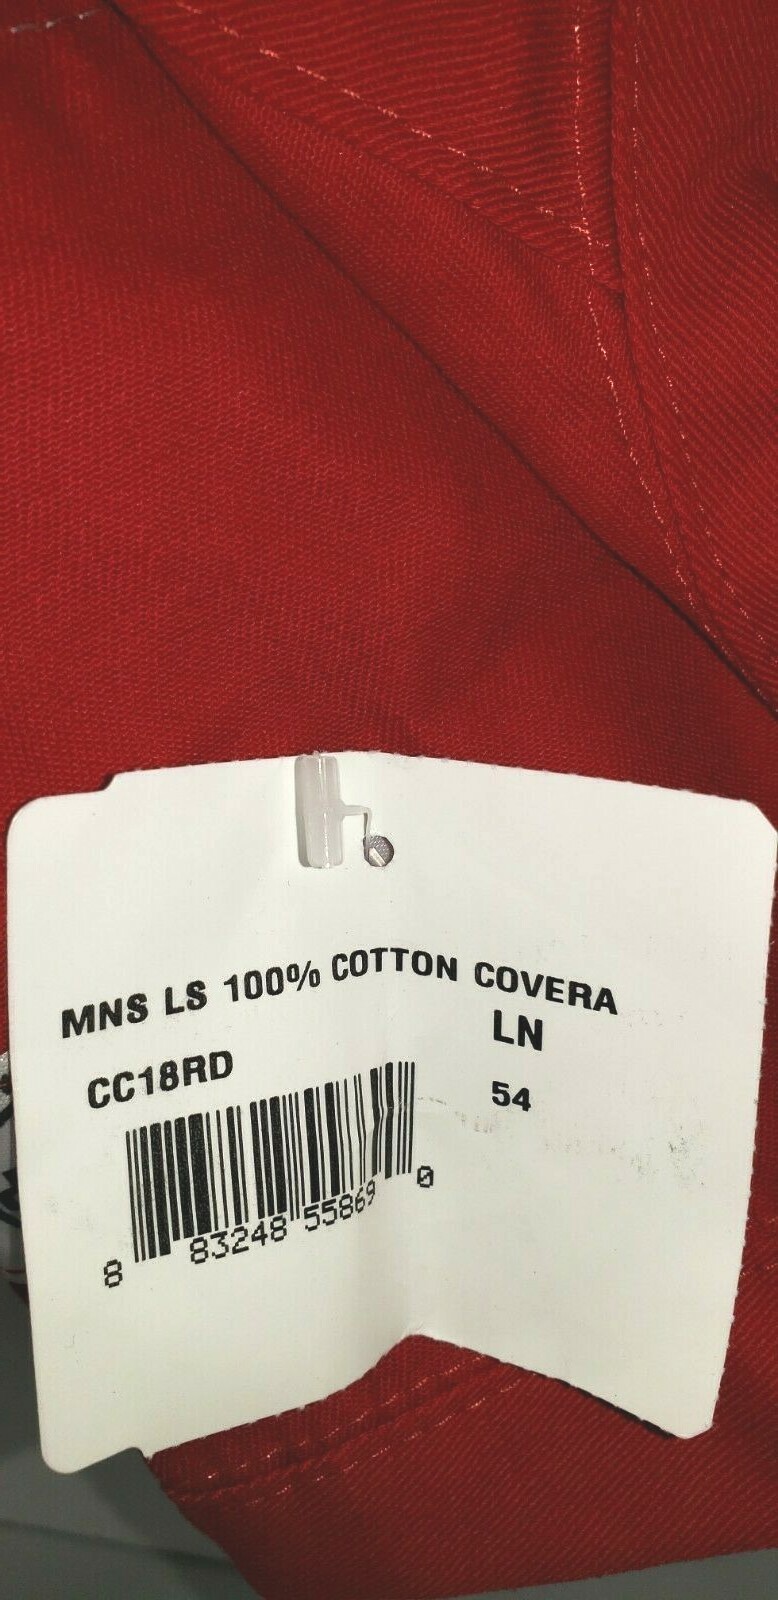 MNS LS 100% COTTON COVERA
LN
CC18RD
54
8 83248 55869 0